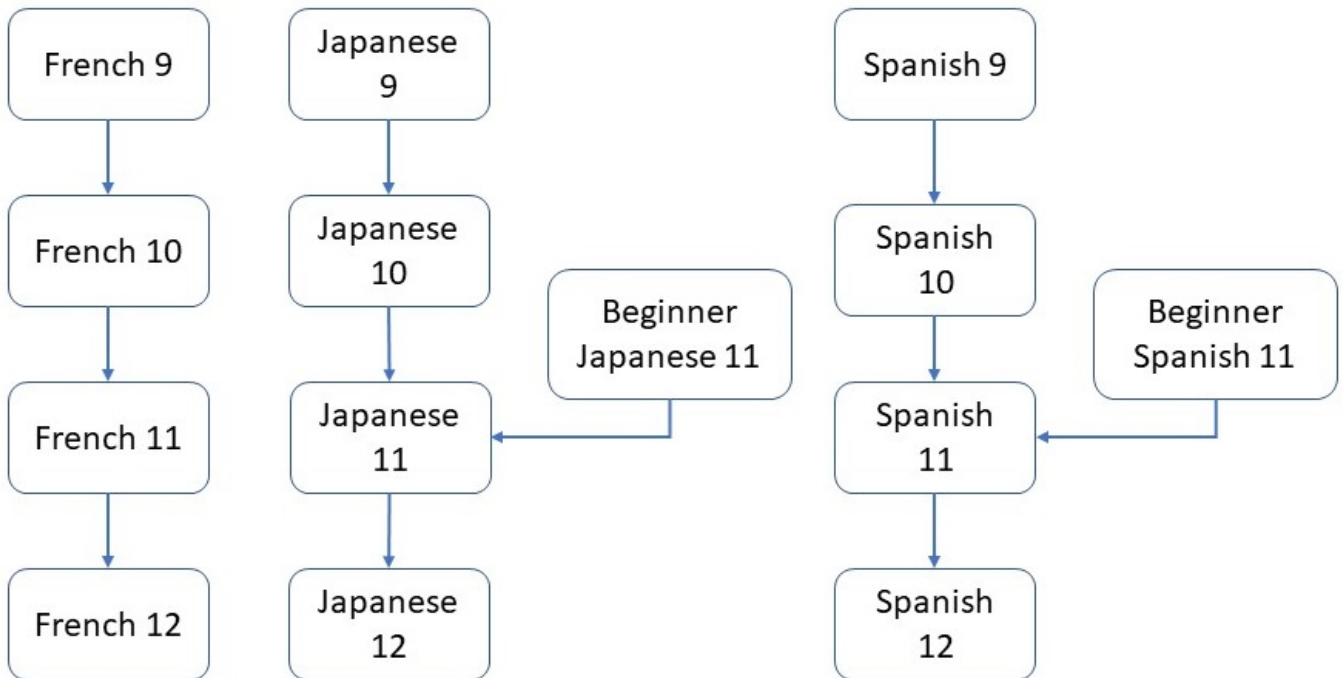 French 9
Japanese
9
Spanish 9
French 10
Japanese
10
Spanish
10
Beginner
Japanese 11
Beginner
Spanish 11
French 11
Japanese
11
Spanish
11
French 12
Japanese
12
Spanish
12